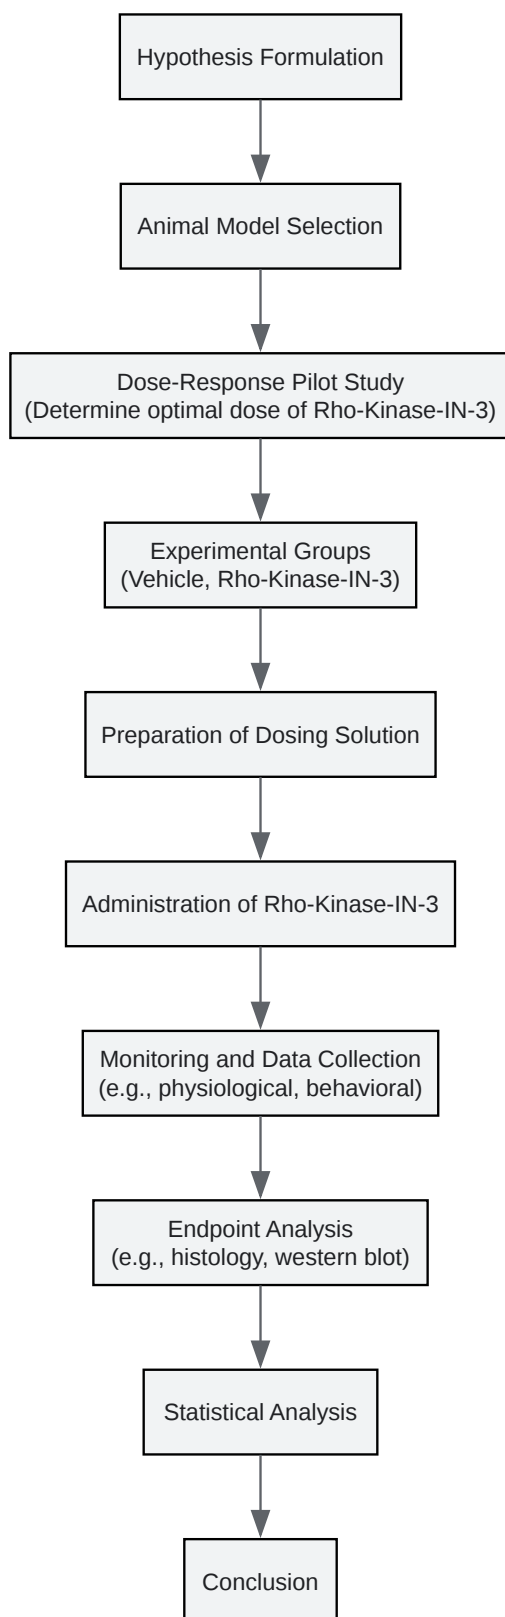 Hypothesis Formulation
Animal Model Selection
Dose-Response Pilot Study
(Determine optimal dose of Rho-Kinase-IN-3)
Experimental Groups
(Vehicle, Rho-Kinase-IN-3)
Preparation of Dosing Solution
Administration of Rho-Kinase-IN-3
Monitoring and Data Collection
(e.g., physiological, behavioral)
Endpoint Analysis
(e.g., histology, western blot)
Statistical Analysis
Conclusion